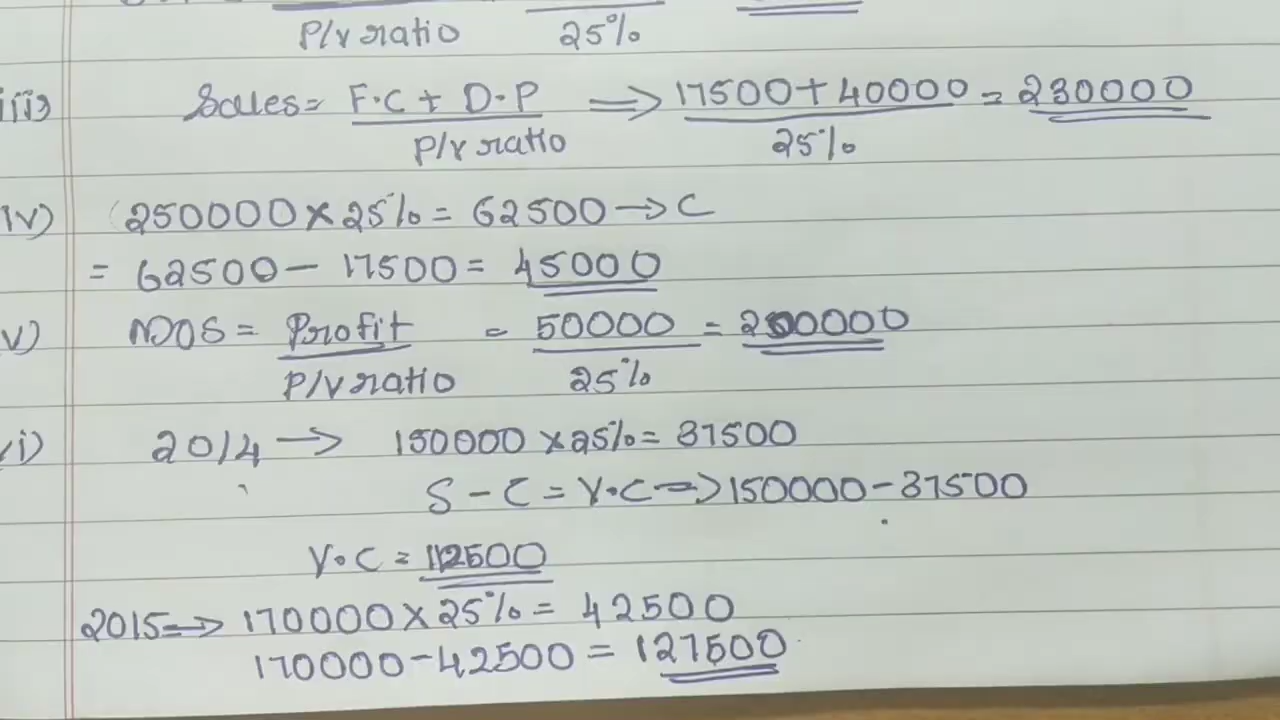 P/v ratio 25%
iii) Sales = F.C + D.P / P/v ratio ⇒ 17500 + 40000 / 25% = 230000
iv) 250000 × 25% = 62500 → C
= 62500 - 17500 = 45000
v) MOS = Profit / P/v ratio = 50000 / 25% = 200000
vi) 2014 → 150000 × 25% = 37500
S - C = V.C ⇒ 150000 - 37500
V.C = 112500
2015 ⇒ 170000 × 25% = 42500
170000 - 42500 = 127500